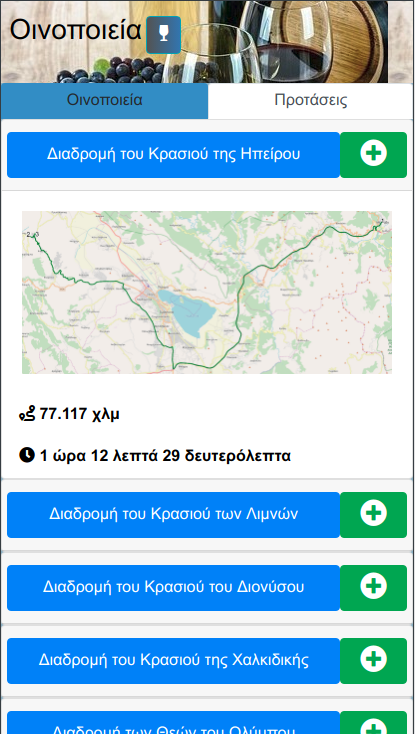 Οινοποιεία
Οινοποιεία Προτάσεις
Διαδρομή του Κρασιού της Ηπείρου
77.117 χλμ
1 ώρα 12 λεπτά 29 δευτερόλεπτα
Διαδρομή του Κρασιού των Λιμνών
Διαδρομή του Κρασιού του Διονύσου
Διαδρομή του Κρασιού της Χαλκιδικής
Διαδρομή των Θεών του Ολύμπου